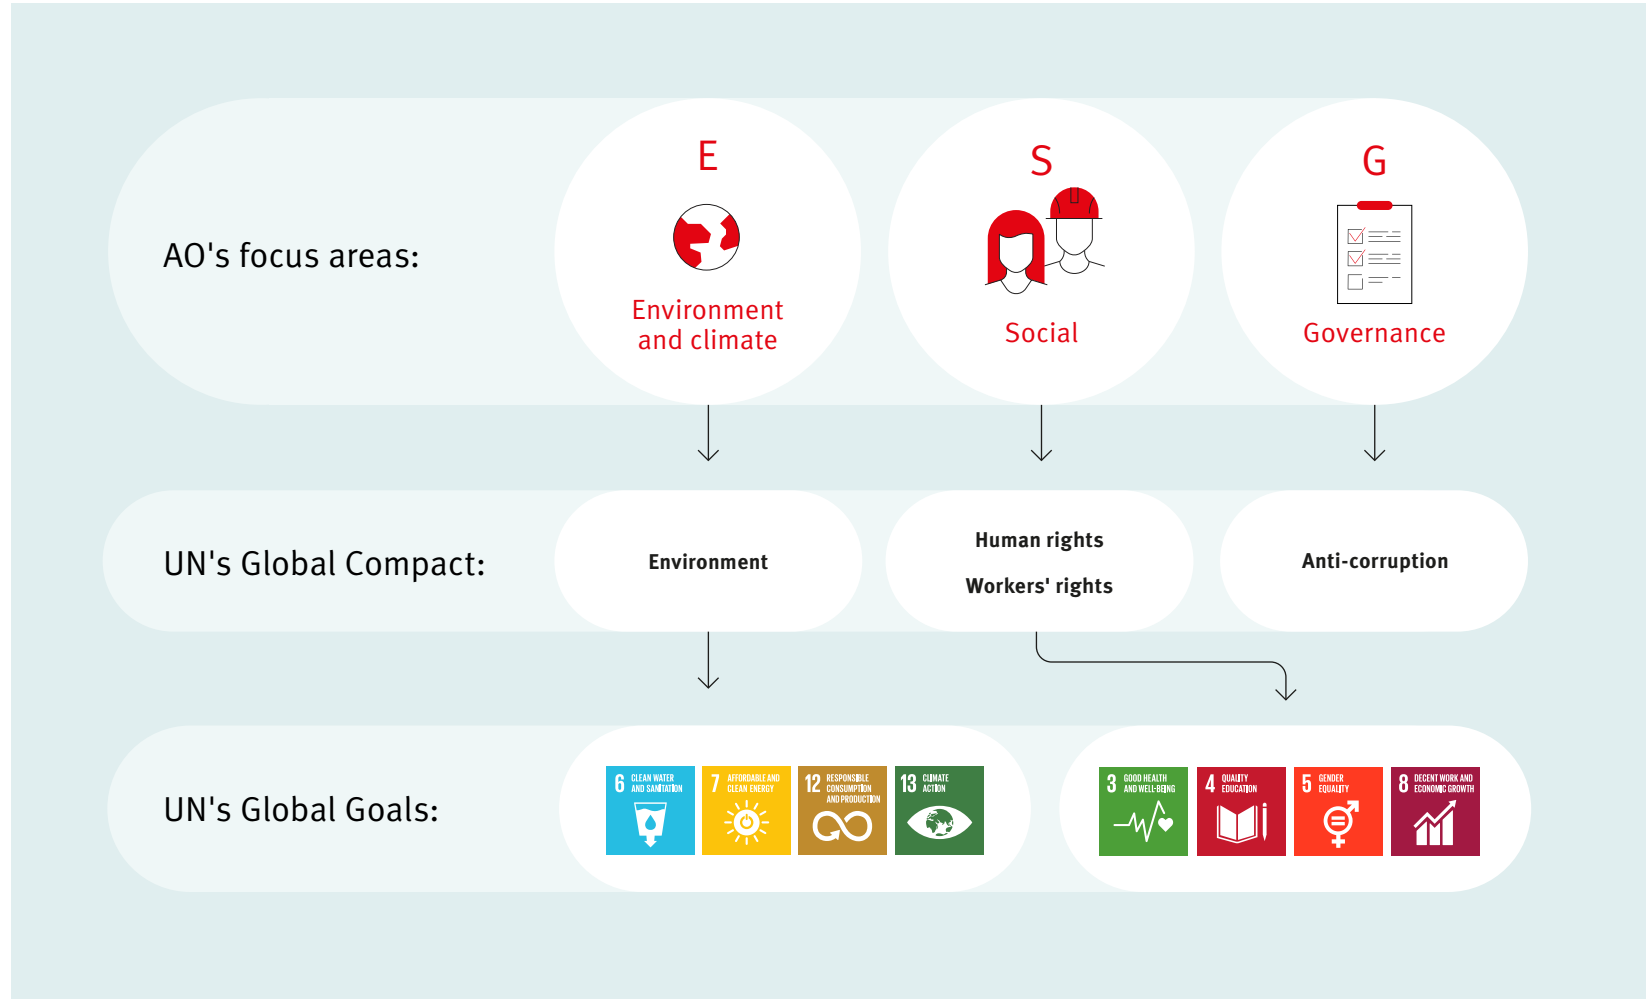 E
S
G
AO's focus areas:
Environment
and climate
Social
Governance
UN's Global Compact:
Environment
Human rights
Workers' rights
Anti-corruption
UN's Global Goals:
6 CLEAN WATER
AND SANITATION
7 AFFORDABLE AND
CLEAN ENERGY
12 RESPONSIBLE
CONSUMPTION
AND PRODUCTION
13 CLIMATE
ACTION
3 GOOD HEALTH
AND WELL-BEING
4 QUALITY
EDUCATION
5 GENDER
EQUALITY
8 DECENT WORK AND
ECONOMIC GROWTH